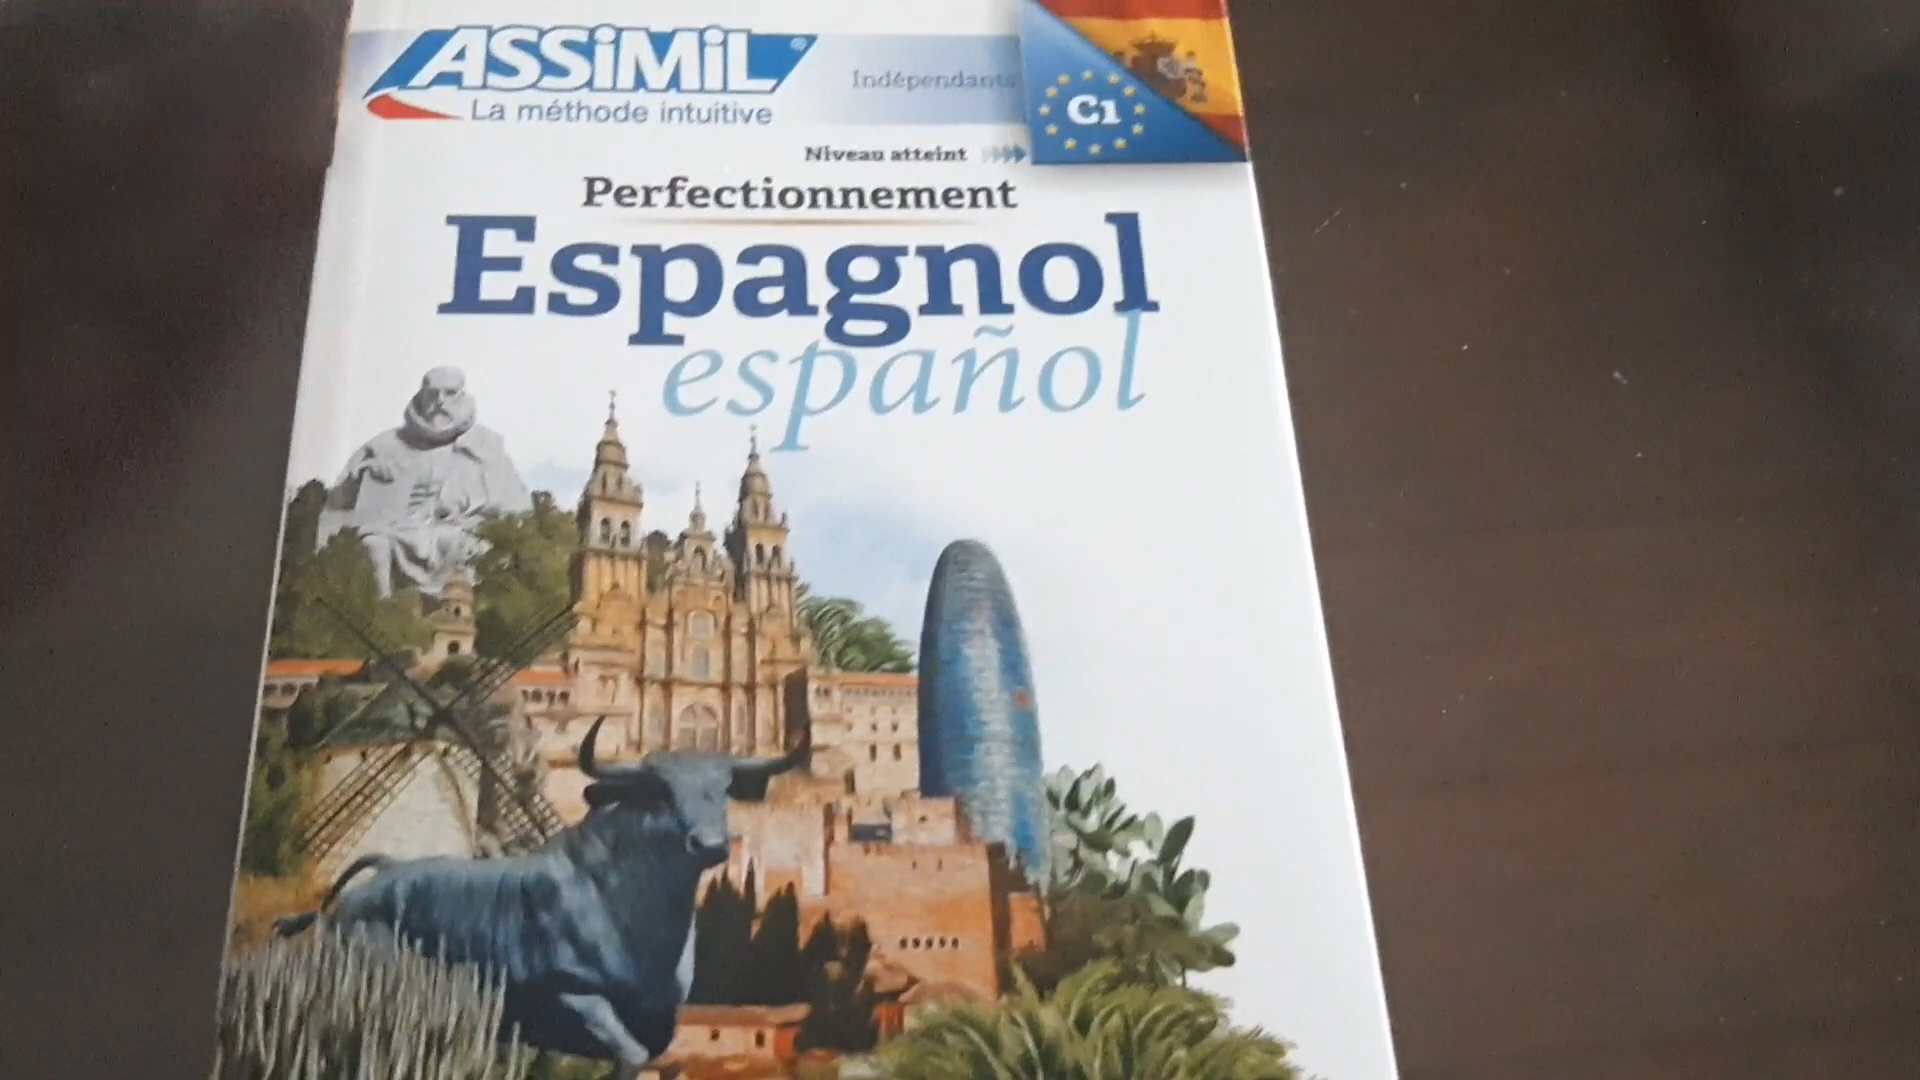 ASSiMiL®
La méthode intuitive
Indépendants
C1
Niveau atteint
Perfectionnement
Espagnol
español